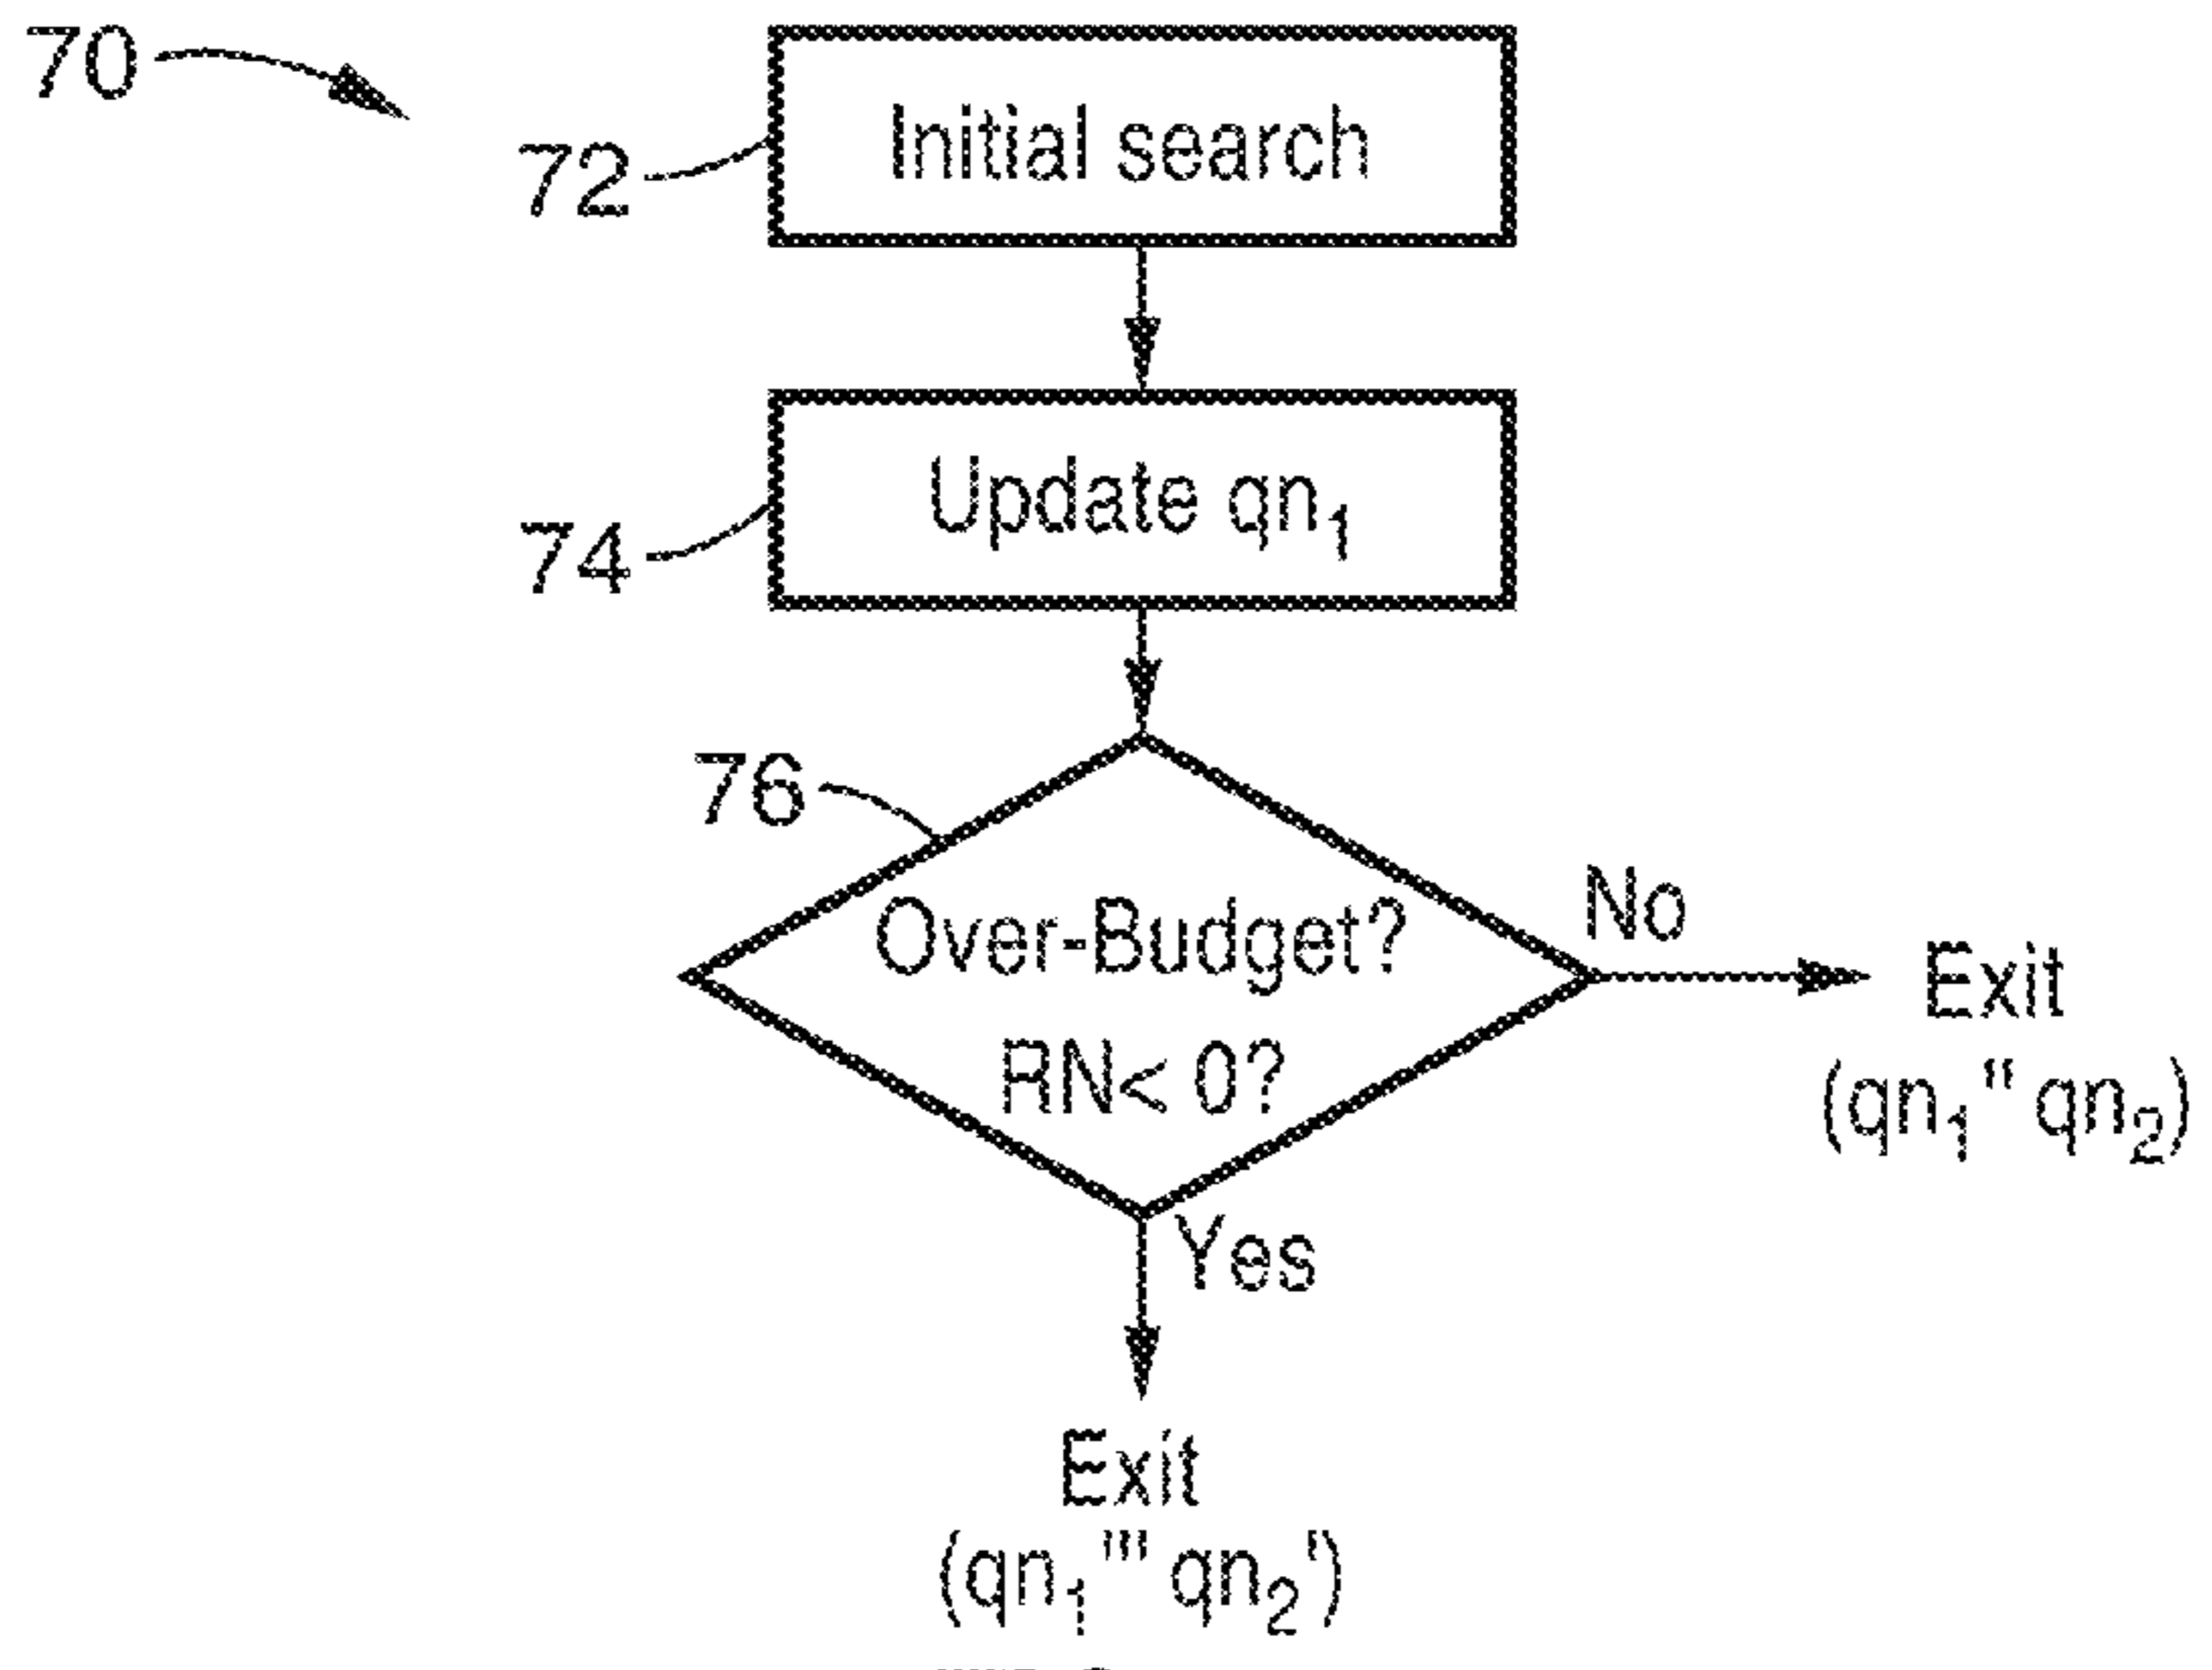 70
72
Initial search
74
Update qn₁
76
Over-Budget?
RN< 0?
No
Exit
(qn₁" qn₂)
Yes
Exit
(qn₁''' qn₂')